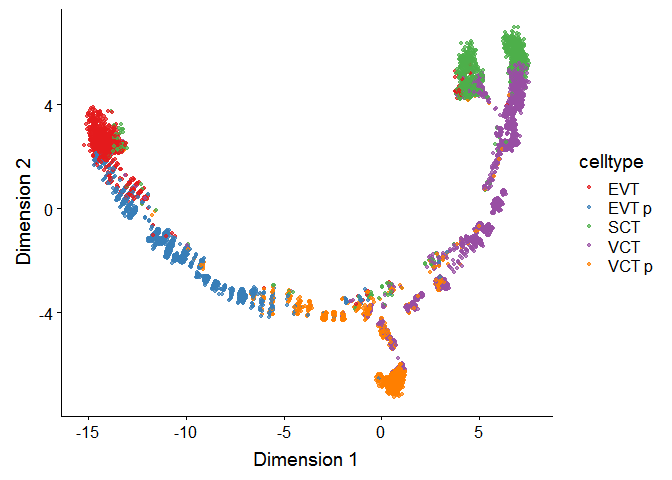 4
0
-4
-15
-10
-5
0
5
Dimension 1
Dimension 2
celltype
EVT
EVT p
SCT
VCT
VCT p